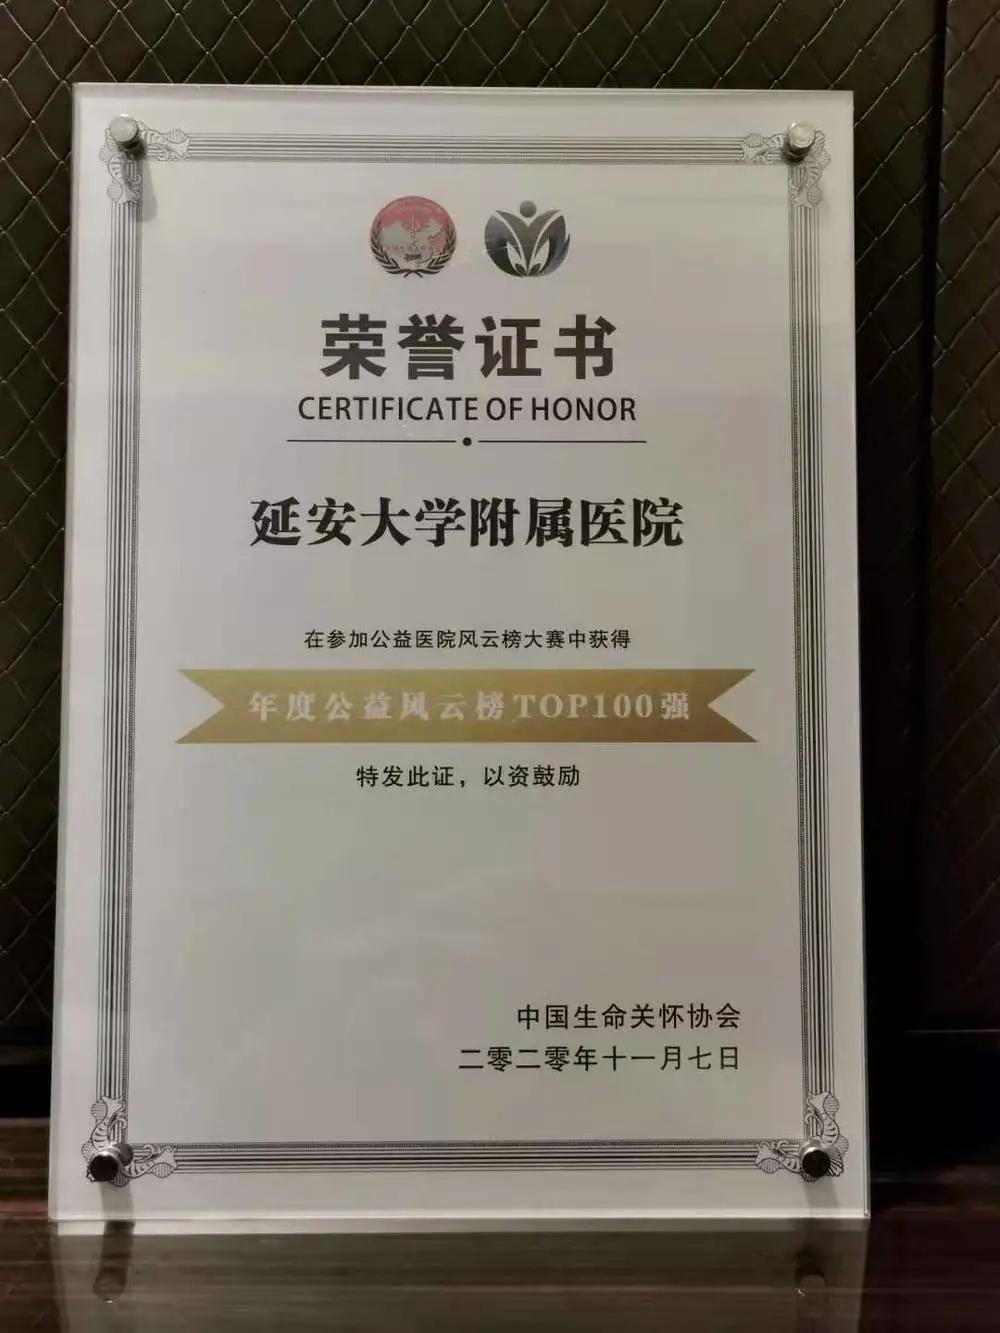 荣誉证书
CERTIFICATE OF HONOR
延安大学附属医院
在参加公益医院风云榜大赛中获得
年度公益风云榜TOP100强
特发此证，以资鼓励
中国生命关怀协会
二零二零年十一月七日